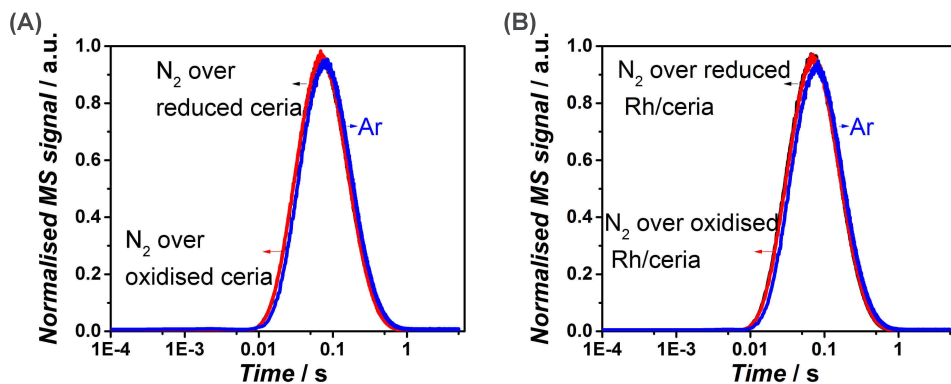 (A)
Normalised MS signal / a.u.
1.0
0.8
0.6
0.4
0.2
0.0
N₂ over
reduced ceria
Ar
N₂ over
oxidised ceria
1E-4 1E-3 0.01 0.1 1
Time / s
(B)
Normalised MS signal / a.u.
1.0
0.8
0.6
0.4
0.2
0.0
N₂ over reduced
Rh/ceria
Ar
N₂ over oxidised
Rh/ceria
1E-4 1E-3 0.01 0.1 1
Time / s